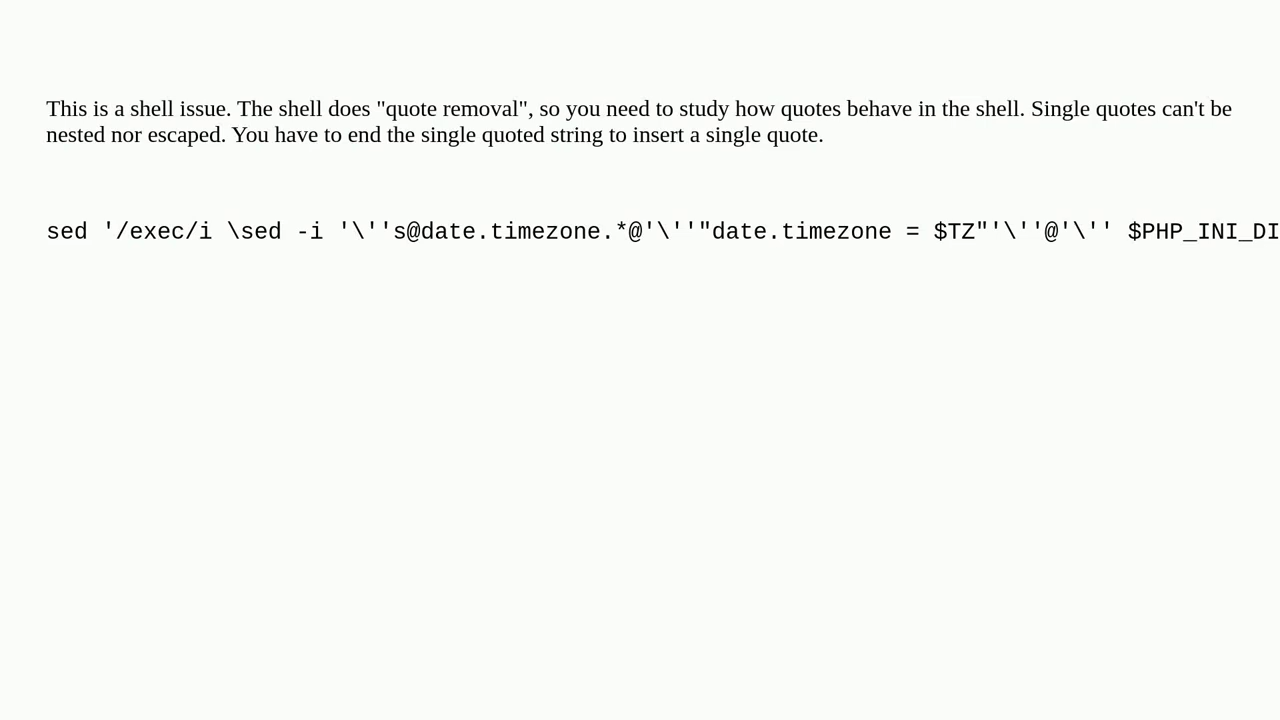 This is a shell issue. The shell does "quote removal", so you need to study how quotes behave in the shell. Single quotes can't be
nested nor escaped. You have to end the single quoted string to insert a single quote.
sed '/exec/i \sed -i '\''s@date.timezone.*@'\''"date.timezone = $TZ"'\''@'\'' $PHP_INI_DI